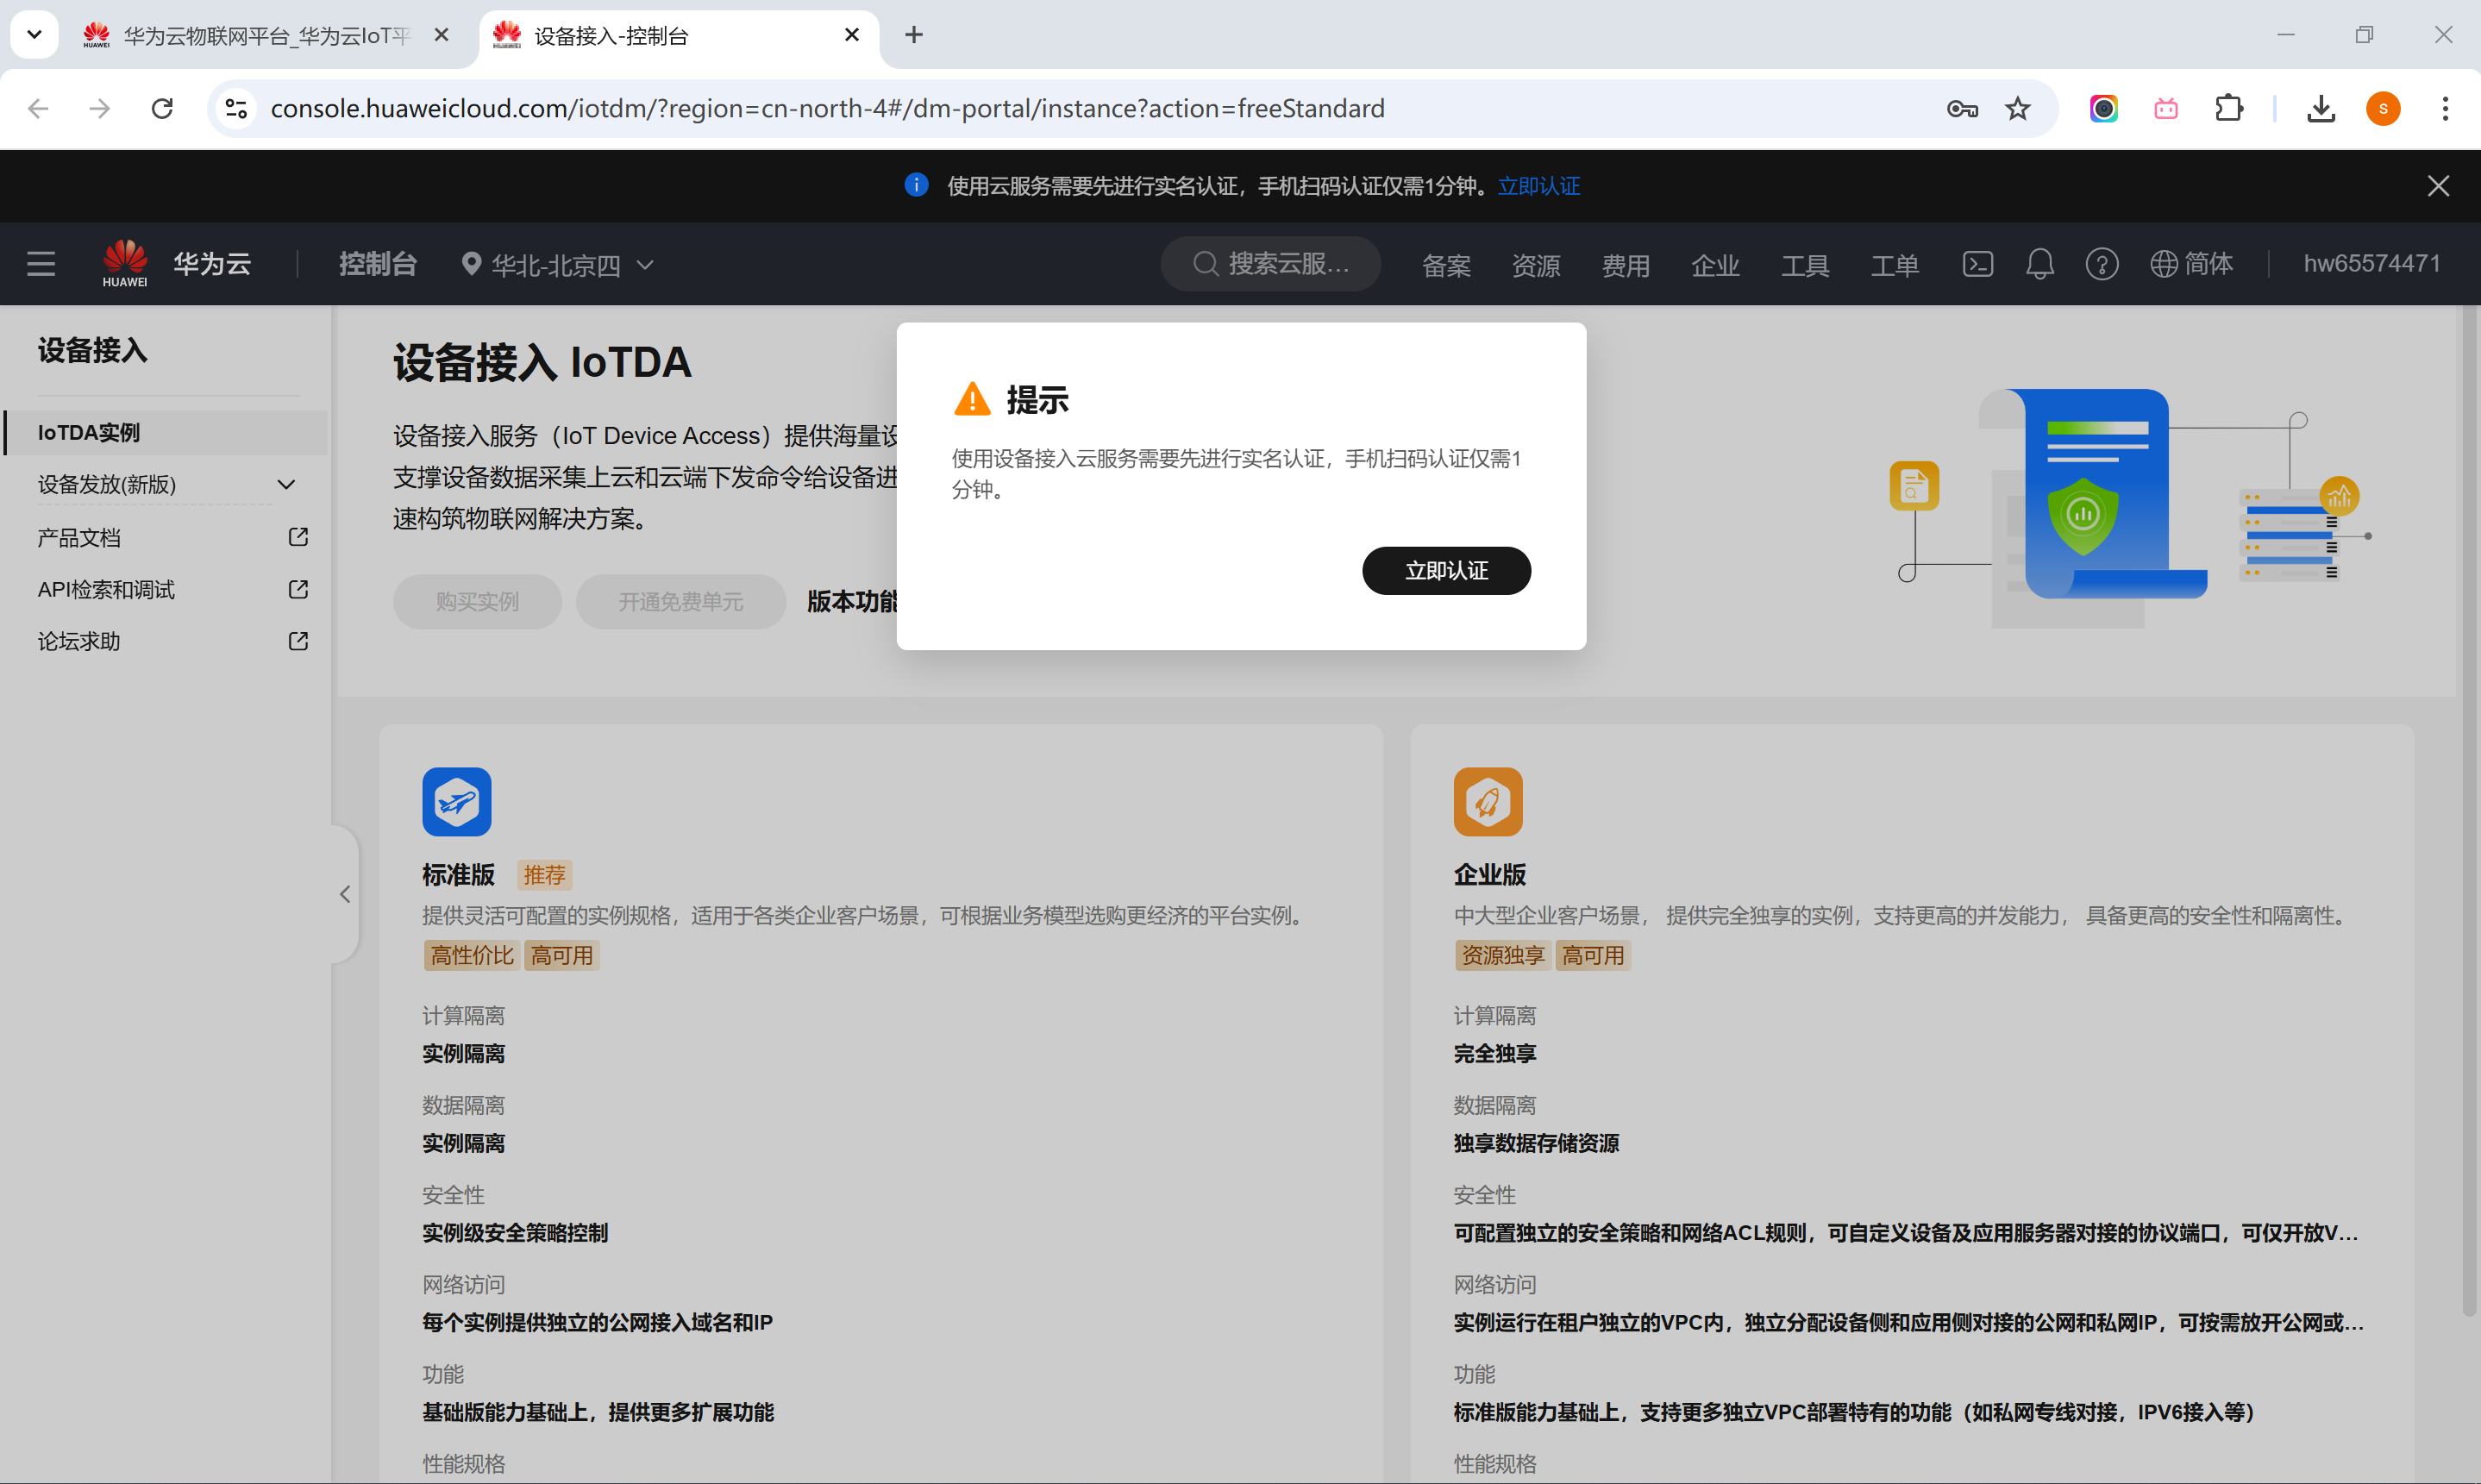 华为云物联网平台_华为云IoT平
设备接入-控制台
console.huaweicloud.com/iotdm/?region=cn-north-4#/dm-portal/instance?action=freeStandard
S
使用云服务需要先进行实名认证，手机扫码认证仅需1分钟。立即认证
HUAWEI
华为云
控制台
华北-北京四
搜索云服...
备案
资源
费用
企业
工具
工单
简体
hw65574471
设备接入
IoTDA实例
设备发放(新版)
产品文档
API检索和调试
论坛求助
设备接入 IoTDA
设备接入服务（IoT Device Access）提供海量设
支撑设备数据采集上云和云端下发命令给设备进
速构筑物联网解决方案。
购买实例
开通免费单元
版本功能
提示
使用设备接入云服务需要先进行实名认证，手机扫码认证仅需1
分钟。
立即认证
标准版
推荐
提供灵活可配置的实例规格，适用于各类企业客户场景，可根据业务模型选购更经济的平台实例。
高性价比 高可用
计算隔离
实例隔离
数据隔离
实例隔离
安全性
实例级安全策略控制
网络访问
每个实例提供独立的公网接入域名和IP
功能
基础版能力基础上，提供更多扩展功能
性能规格
企业版
中大型企业客户场景， 提供完全独享的实例，支持更高的并发能力， 具备更高的安全性和隔离性。
资源独享 高可用
计算隔离
完全独享
数据隔离
独享数据存储资源
安全性
可配置独立的安全策略和网络ACL规则，可自定义设备及应用服务器对接的协议端口，可仅开放V...
网络访问
实例运行在租户独立的VPC内，独立分配设备侧和应用侧对接的公网和私网IP，可按需放开公网或...
功能
标准版能力基础上，支持更多独立VPC部署特有的功能（如私网专线对接，IPV6接入等）
性能规格